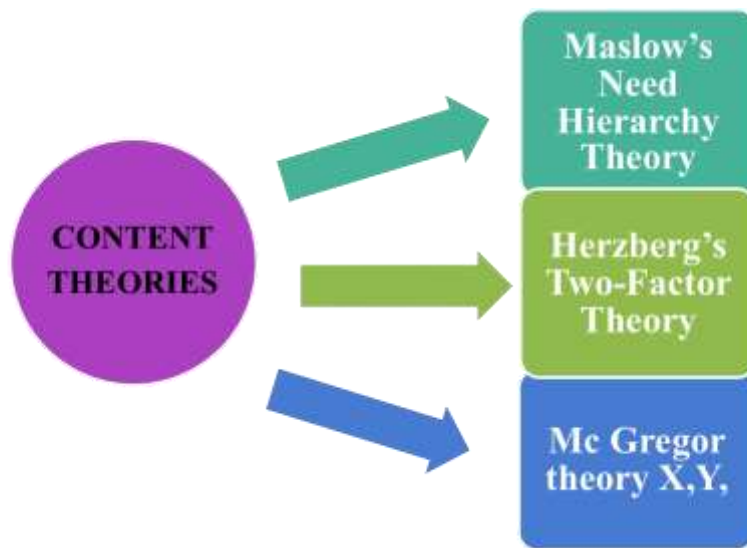 CONTENT
THEORIES
Maslow’s
Need
Hierarchy
Theory
Herzberg’s
Two-Factor
Theory
Mc Gregor
theory X,Y,